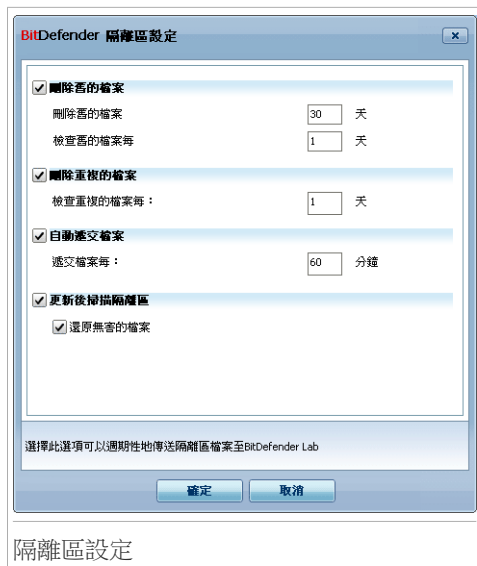 BitDefender 隔離區設定
刪除舊的檔案
刪除舊的檔案 30 天
檢查舊的檔案每 1 天
刪除重複的檔案
檢查重複的檔案每： 1 天
自動遞交檔案
遞交檔案每： 60 分鐘
更新後掃描隔離區
還原無害的檔案
選擇此選項可以週期性地傳送隔離區檔案至BitDefender Lab
確定 取消
隔離區設定